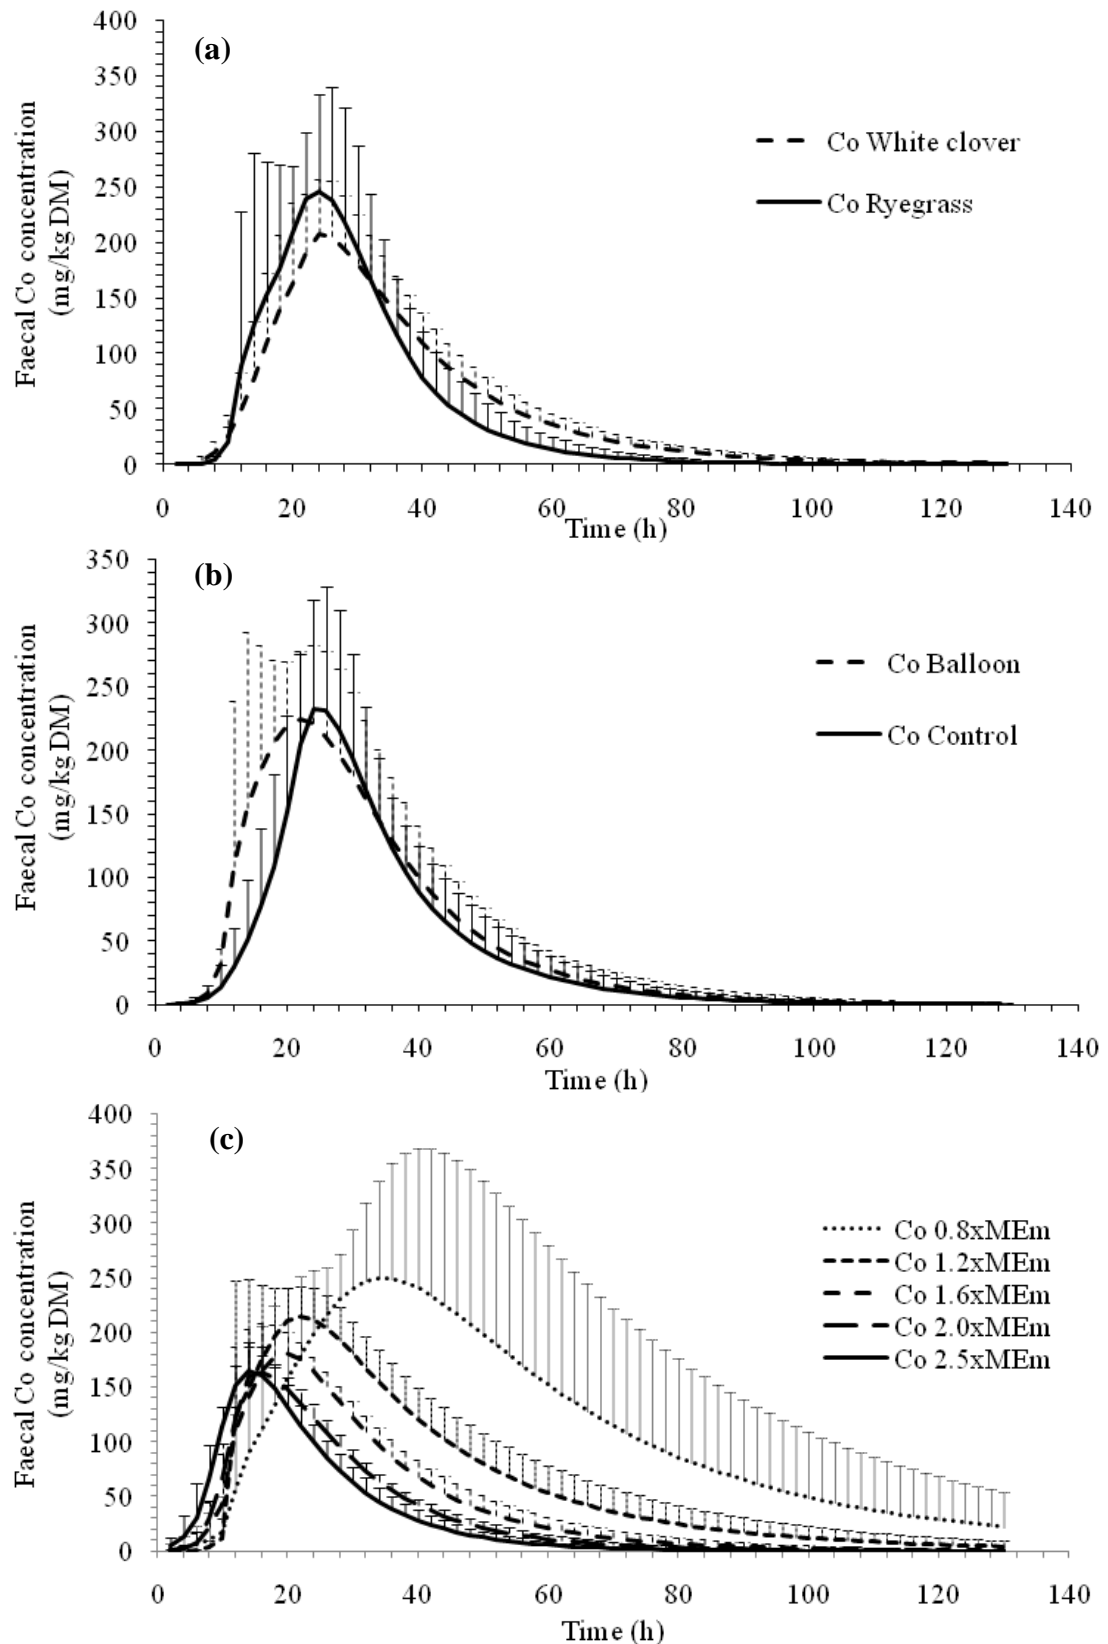 (a)
400
350
300
250
200
150
100
50
0
Faecal Co concentration
(mg/kg DM)
Co White clover
Co Ryegrass
0 20 40 60 80 100 120 140
Time (h)
(b)
350
300
250
200
150
100
50
0
Faecal Co concentration
(mg/kg DM)
Co Balloon
Co Control
0 20 40 60 80 100 120 140
Time (h)
(c)
400
350
300
250
200
150
100
50
0
Faecal Co concentration
(mg/kg DM)
Co 0.8xMEm
Co 1.2xMEm
Co 1.6xMEm
Co 2.0xMEm
Co 2.5xMEm
0 20 40 60 80 100 120 140
Time (h)